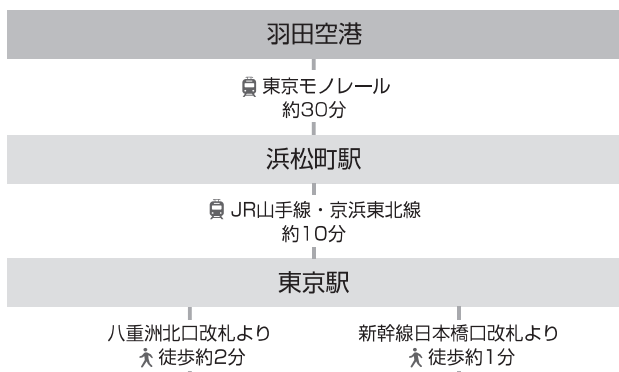 羽田空港
東京モノレール
約30分
浜松町駅
JR山手線・京浜東北線
約10分
東京駅
八重洲北口改札より
徒歩約2分
新幹線日本橋口改札より
徒歩約1分